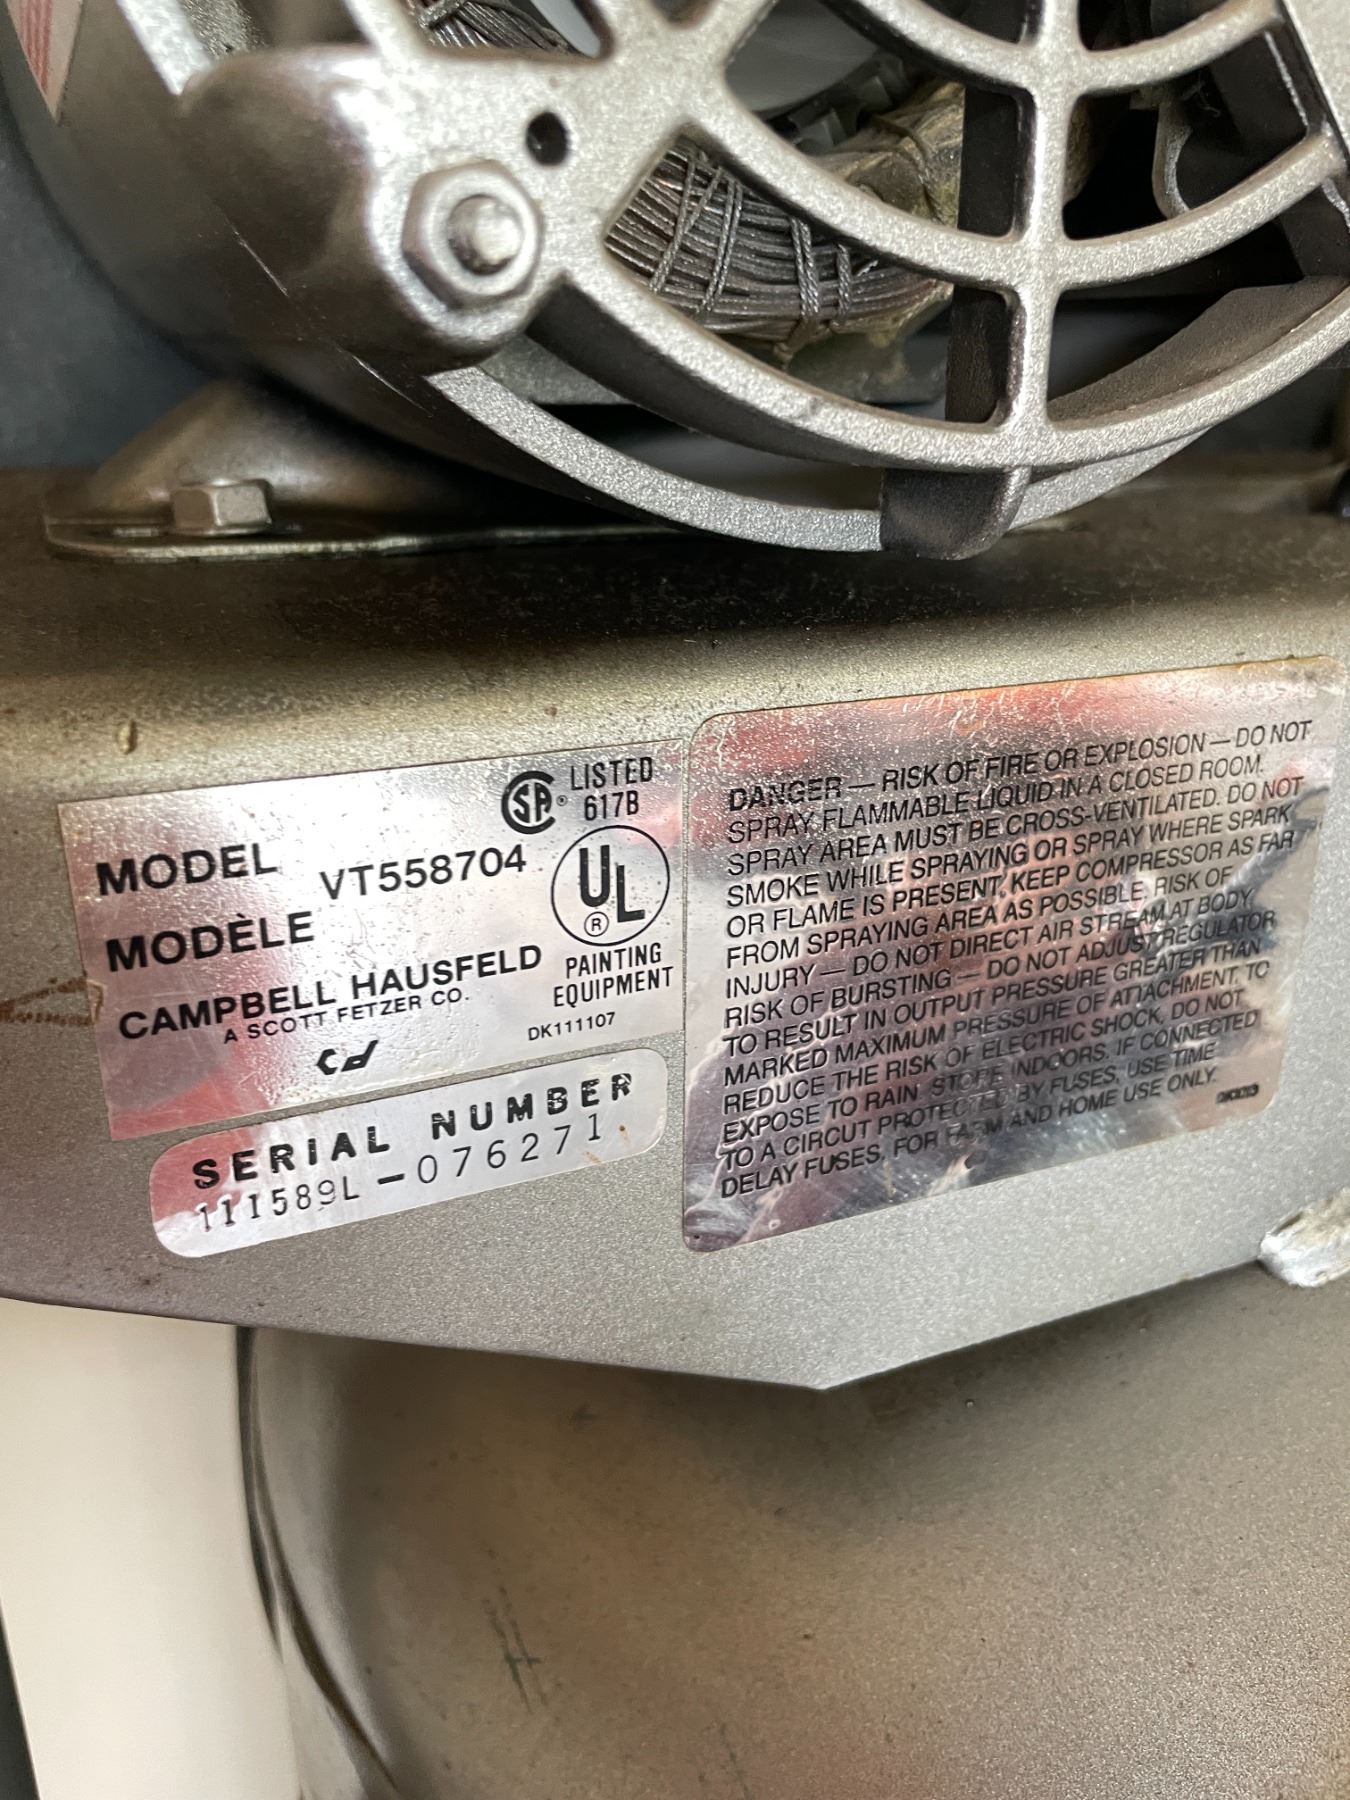 LISTED
617B
MODEL
VT558704
MODÈLE
UL
®
PAINTING
EQUIPMENT
CAMPBELL HAUSFELD
A SCOTT FETZER CO.
DK111107
SERIAL NUMBER
111589L-076271
DANGER — RISK OF FIRE OR EXPLOSION — DO NOT
SPRAY FLAMMABLE LIQUID IN A CLOSED ROOM.
SPRAY AREA MUST BE CROSS-VENTILATED. DO NOT
SMOKE WHILE SPRAYING OR SPRAY WHERE SPARK
OR FLAME IS PRESENT, KEEP COMPRESSOR AS FAR
FROM SPRAYING AREA AS POSSIBLE, RISK OF
INJURY — DO NOT DIRECT AIR STREAM AT BODY,
RISK OF BURSTING — DO NOT ADJUST REGULATOR
TO RESULT IN OUTPUT PRESSURE GREATER THAN
MARKED MAXIMUM PRESSURE OF ATTACHMENT, TO
REDUCE THE RISK OF ELECTRIC SHOCK, DO NOT
EXPOSE TO RAIN. STORE INDOORS. IF CONNECTED
TO A CIRCUT PROTECTED BY FUSES, USE TIME
DELAY FUSES, FOR FARM AND HOME USE ONLY.